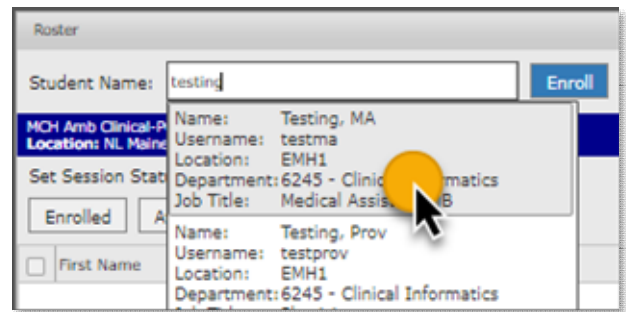 Roster
Student Name: testing Enroll
MCH Amb Clinical-P
Location: NL Maine
Set Session Stat
Enrolled A
First Name
Name: Testing, MA
Username: testma
Location: EMH1
Department: 6245 - Clinic matics
Job Title: Medical Assis B
Name: Testing, Prov
Username: testprov
Location: EMH1
Department: 6245 - Clinical Informatics